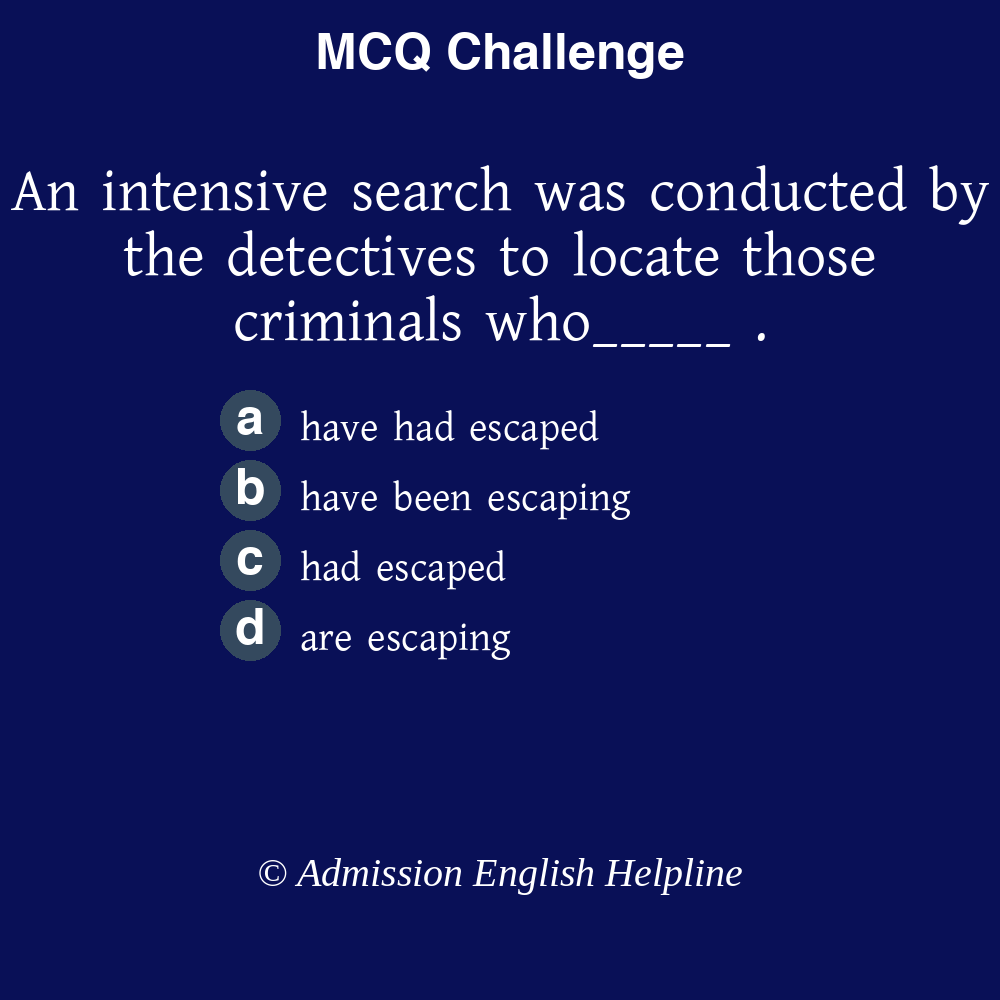 MCQ Challenge
An intensive search was conducted by
the detectives to locate those
criminals who_____ .
a have had escaped
b have been escaping
c had escaped
d are escaping
© Admission English Helpline